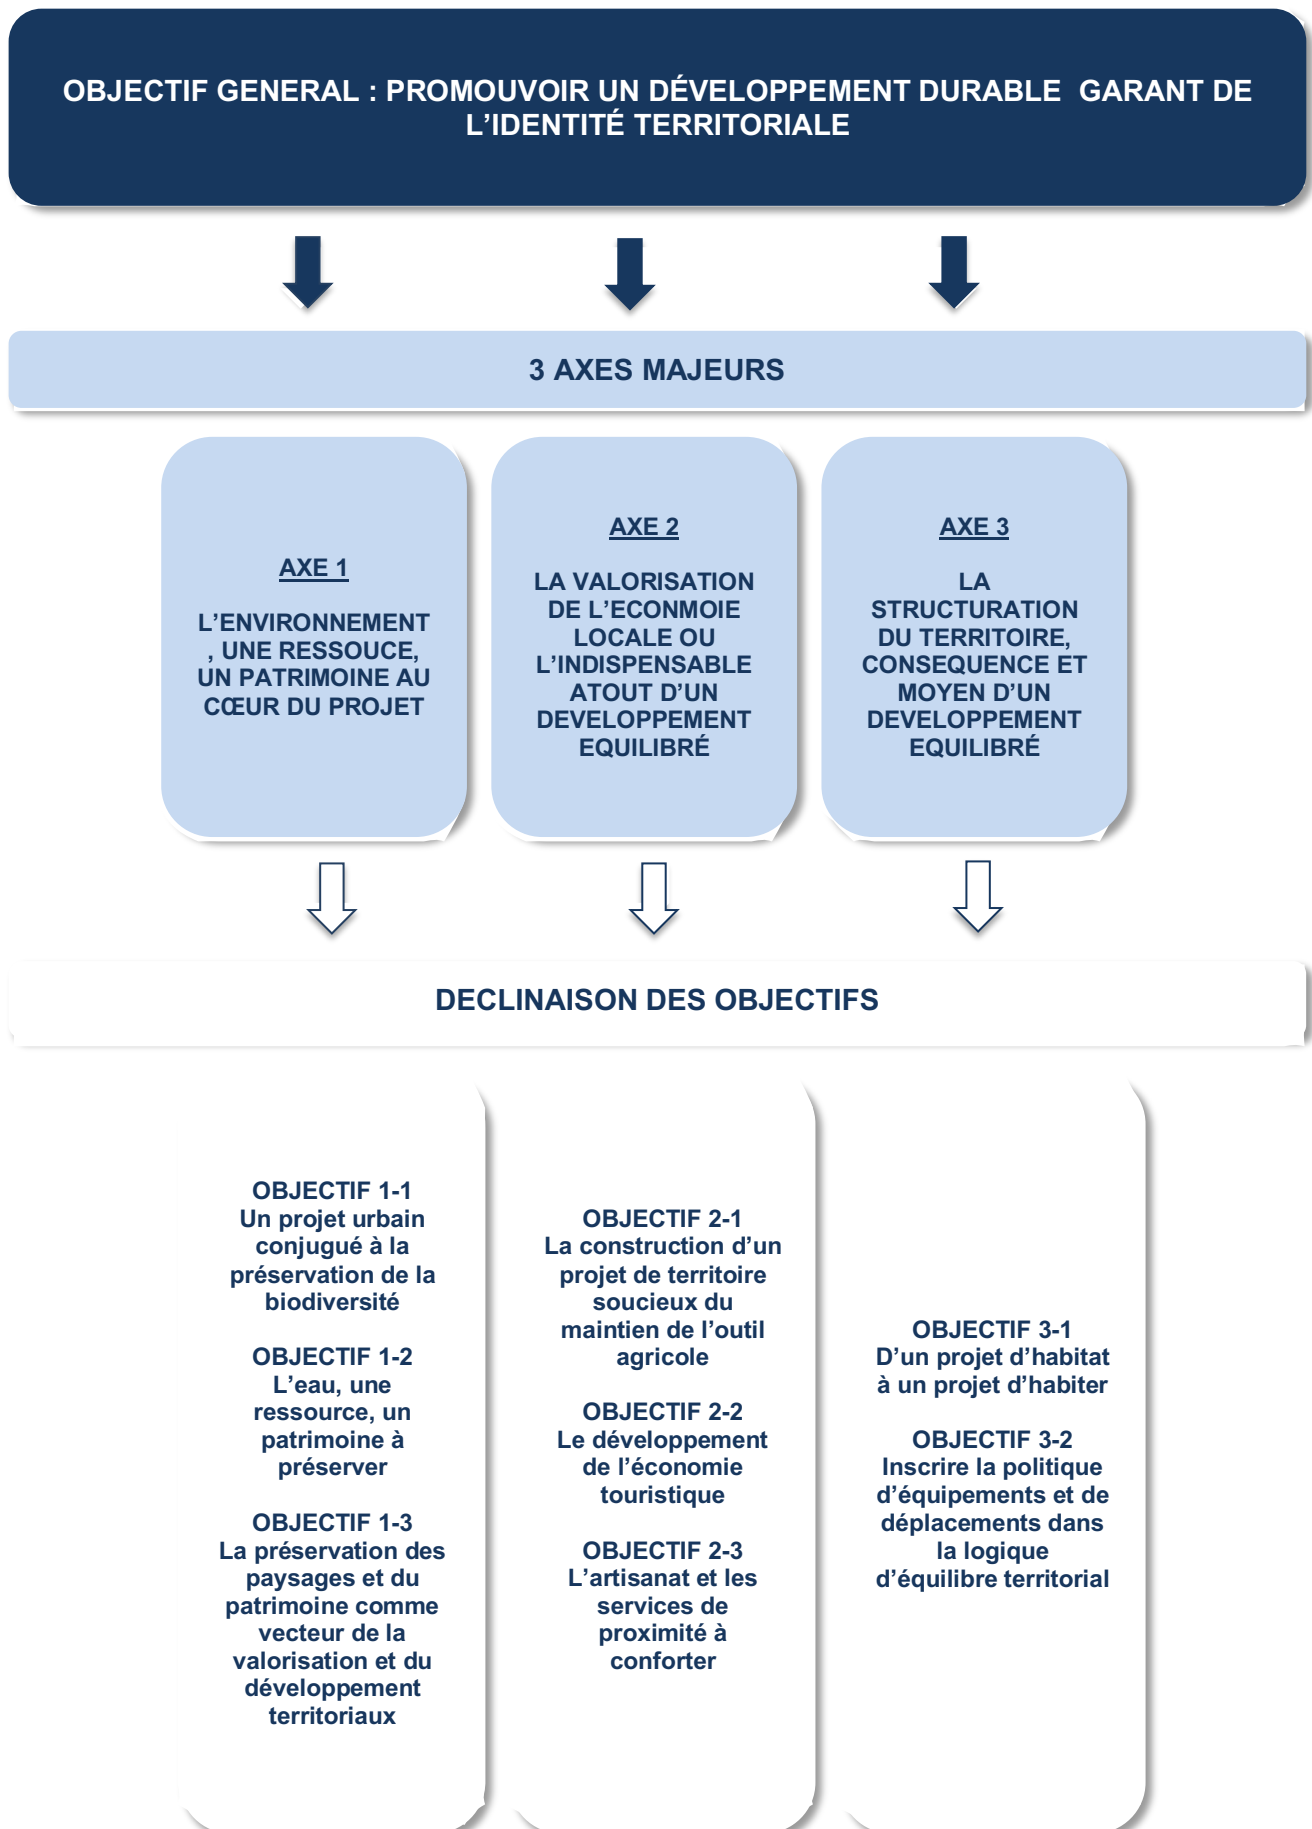 OBJECTIF GENERAL : PROMOUVOIR UN DÉVELOPPEMENT DURABLE  GARANT DE
L’IDENTITÉ TERRITORIALE
3 AXES MAJEURS
AXE 1
L’ENVIRONNEMENT
, UNE RESSOUCE,
UN PATRIMOINE AU
CŒUR DU PROJET
AXE 2
LA VALORISATION
DE L’ECONMOIE
LOCALE OU
L’INDISPENSABLE
ATOUT D’UN
DEVELOPPEMENT
EQUILIBRÉ
AXE 3
LA
STRUCTURATION
DU TERRITOIRE,
CONSEQUENCE ET
MOYEN D’UN
DEVELOPPEMENT
EQUILIBRÉ
DECLINAISON DES OBJECTIFS
OBJECTIF 1-1
Un projet urbain
conjugué à la
préservation de la
biodiversité
OBJECTIF 1-2
L’eau, une
ressource, un
patrimoine à
préserver
OBJECTIF 1-3
La préservation des
paysages et du
patrimoine comme
vecteur de la
valorisation et du
développement
territoriaux
OBJECTIF 2-1
La construction d’un
projet de territoire
soucieux du
maintien de l’outil
agricole
OBJECTIF 2-2
Le développement
de l’économie
touristique
OBJECTIF 2-3
L’artisanat et les
services de
proximité à
conforter
OBJECTIF 3-1
D’un projet d’habitat
à un projet d’habiter
OBJECTIF 3-2
Inscrire la politique
d’équipements et de
déplacements dans
la logique
d’équilibre territorial